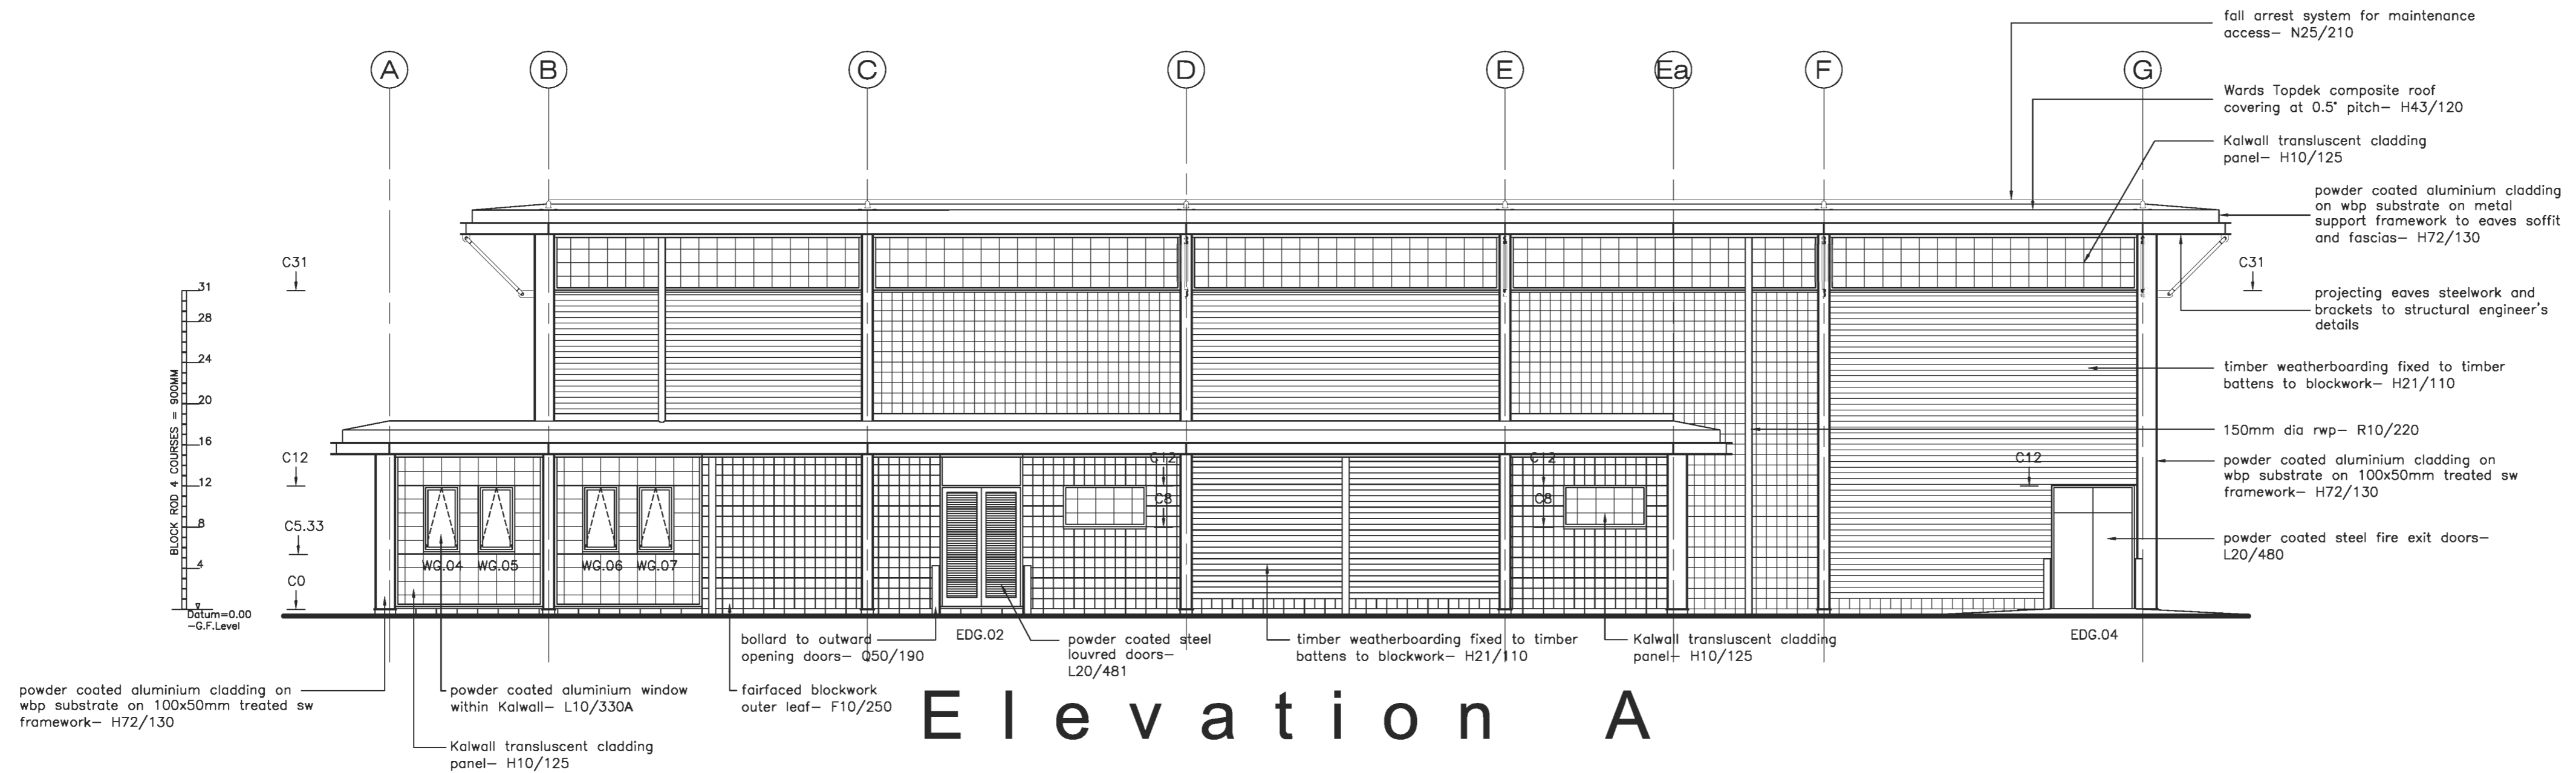 fall arrest system for maintenance
access- N25/210
A B C D E Ea F G
Wards Topdek composite roof
covering at 0.5° pitch- H43/120
Kalwall transluscent cladding
panel- H10/125
powder coated aluminium cladding
on wbp substrate on metal
support framework to eaves soffit
and fascias- H72/130
C31
C31
projecting eaves steelwork and
brackets to structural engineer's
details
31
28
24
20
16
12
8
4
BLOCK ROD 4 COURSES = 900MM
Datum=0.00
-G.F.Level
C12
C5.33
C0
timber weatherboarding fixed to timber
battens to blockwork- H21/110
150mm dia rwp- R10/220
C12
C8
C12
C8
C12
powder coated aluminium cladding on
wbp substrate on 100x50mm treated sw
framework- H72/130
powder coated steel fire exit doors-
L20/480
WG.04 WG.05 WG.06 WG.07
EDG.02
EDG.04
bollard to outward
opening doors- Q50/190
powder coated steel
louvred doors-
L20/481
timber weatherboarding fixed to timber
battens to blockwork- H21/110
Kalwall transluscent cladding
panel- H10/125
powder coated aluminium cladding on
wbp substrate on 100x50mm treated sw
framework- H72/130
powder coated aluminium window
within Kalwall- L10/330A
fairfaced blockwork
outer leaf- F10/250
Kalwall transluscent cladding
panel- H10/125
Elevation A